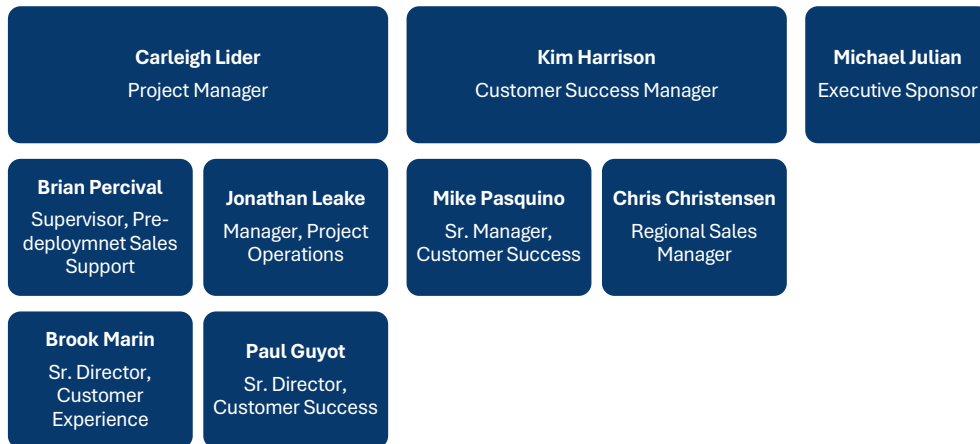 Carleigh Lider
Project Manager
Kim Harrison
Customer Success Manager
Michael Julian
Executive Sponsor
Brian Percival
Supervisor, Pre-
deploymnet Sales
Support
Jonathan Leake
Manager, Project
Operations
Mike Pasquino
Sr. Manager,
Customer Success
Chris Christensen
Regional Sales
Manager
Brook Marin
Sr. Director,
Customer
Experience
Paul Guyot
Sr. Director,
Customer Success